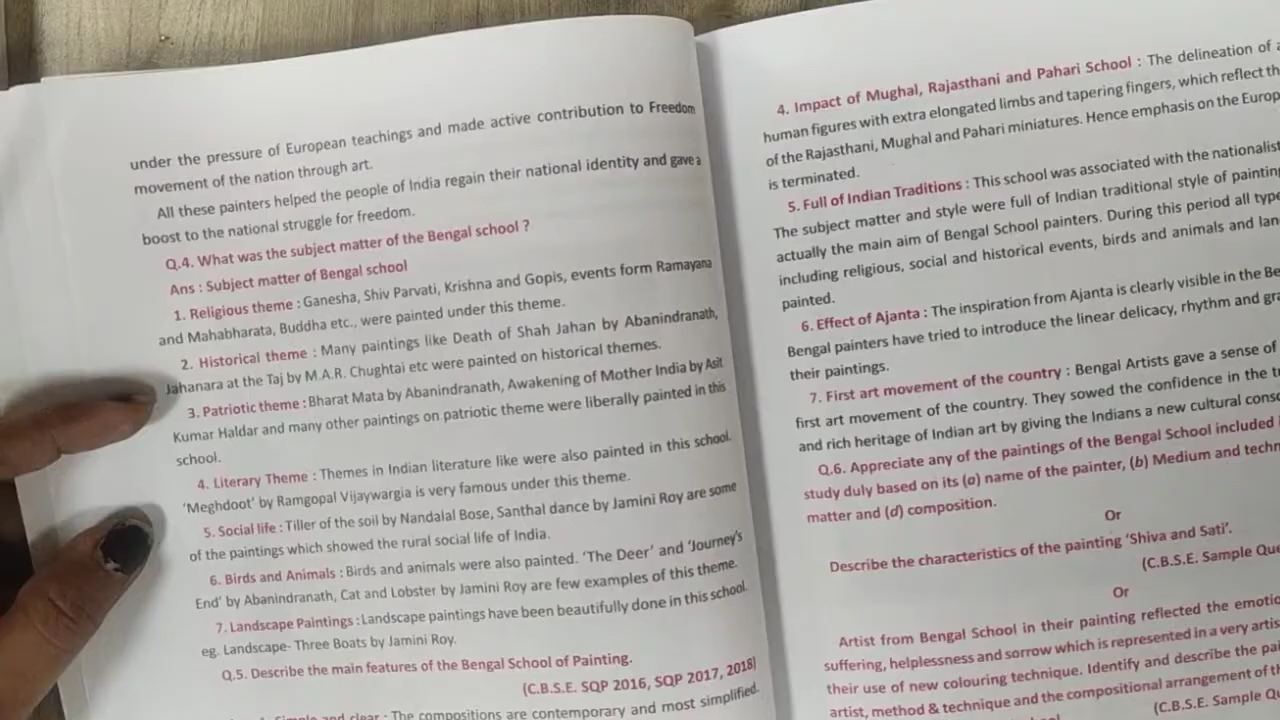 under the pressure of European teachings and made active contribution to Freedom
movement of the nation through art.
All these painters helped the people of India regain their national identity and gave a
boost to the national struggle for freedom.
Q.4. What was the subject matter of the Bengal school ?
Ans : Subject matter of Bengal school
1. Religious theme : Ganesha, Shiv Parvati, Krishna and Gopis, events form Ramayana
and Mahabharata, Buddha etc., were painted under this theme.
2. Historical theme : Many paintings like Death of Shah Jahan by Abanindranath,
Jahanara at the Taj by M.A.R. Chughtai etc were painted on historical themes.
3. Patriotic theme : Bharat Mata by Abanindranath, Awakening of Mother India by Asit
Kumar Haldar and many other paintings on patriotic theme were liberally painted in this
school.
4. Literary Theme : Themes in Indian literature like were also painted in this school.
'Meghdoot' by Ramgopal Vijaywargia is very famous under this theme.
5. Social life : Tiller of the soil by Nandalal Bose, Santhal dance by Jamini Roy are some
of the paintings which showed the rural social life of India.
6. Birds and Animals : Birds and animals were also painted. 'The Deer' and 'Journey's
End' by Abanindranath, Cat and Lobster by Jamini Roy are few examples of this theme.
7. Landscape Paintings : Landscape paintings have been beautifully done in this school.
eg. Landscape- Three Boats by Jamini Roy.
Q.5. Describe the main features of the Bengal School of Painting.
(C.B.S.E. SQP 2016, SQP 2017, 2018)
Simple and clear : The compositions are contemporary and most simplified.
4. Impact of Mughal, Rajasthani and Pahari School : The delineation of
human figures with extra elongated limbs and tapering fingers, which reflect
of the Rajasthani, Mughal and Pahari miniatures. Hence emphasis on the
is terminated.
5. Full of Indian Traditions : This school was associated with the nationalist
The subject matter and style were full of Indian traditional style of
actually the main aim of Bengal School painters. During this period all
including religious, social and historical events, birds and animals and
painted.
6. Effect of Ajanta : The inspiration from Ajanta is clearly visible in the
Bengal painters have tried to introduce the linear delicacy, rhythm and
their paintings.
7. First art movement of the country : Bengal Artists gave a sense of
first art movement of the country. They sowed the confidence in the
and rich heritage of Indian art by giving the Indians a new cultural
Q.6. Appreciate any of the paintings of the Bengal School included
study duly based on its (a) name of the painter, (b) Medium and
matter and (d) composition.
Or
Describe the characteristics of the painting 'Shiva and Sati'.
(C.B.S.E. Sample
Or
Artist from Bengal School in their painting reflected the
suffering, helplessness and sorrow which is represented in a very
their use of new colouring technique. Identify and describe the
artist, method & technique and the compositional arrangement of
(C.B.S.E. Sample